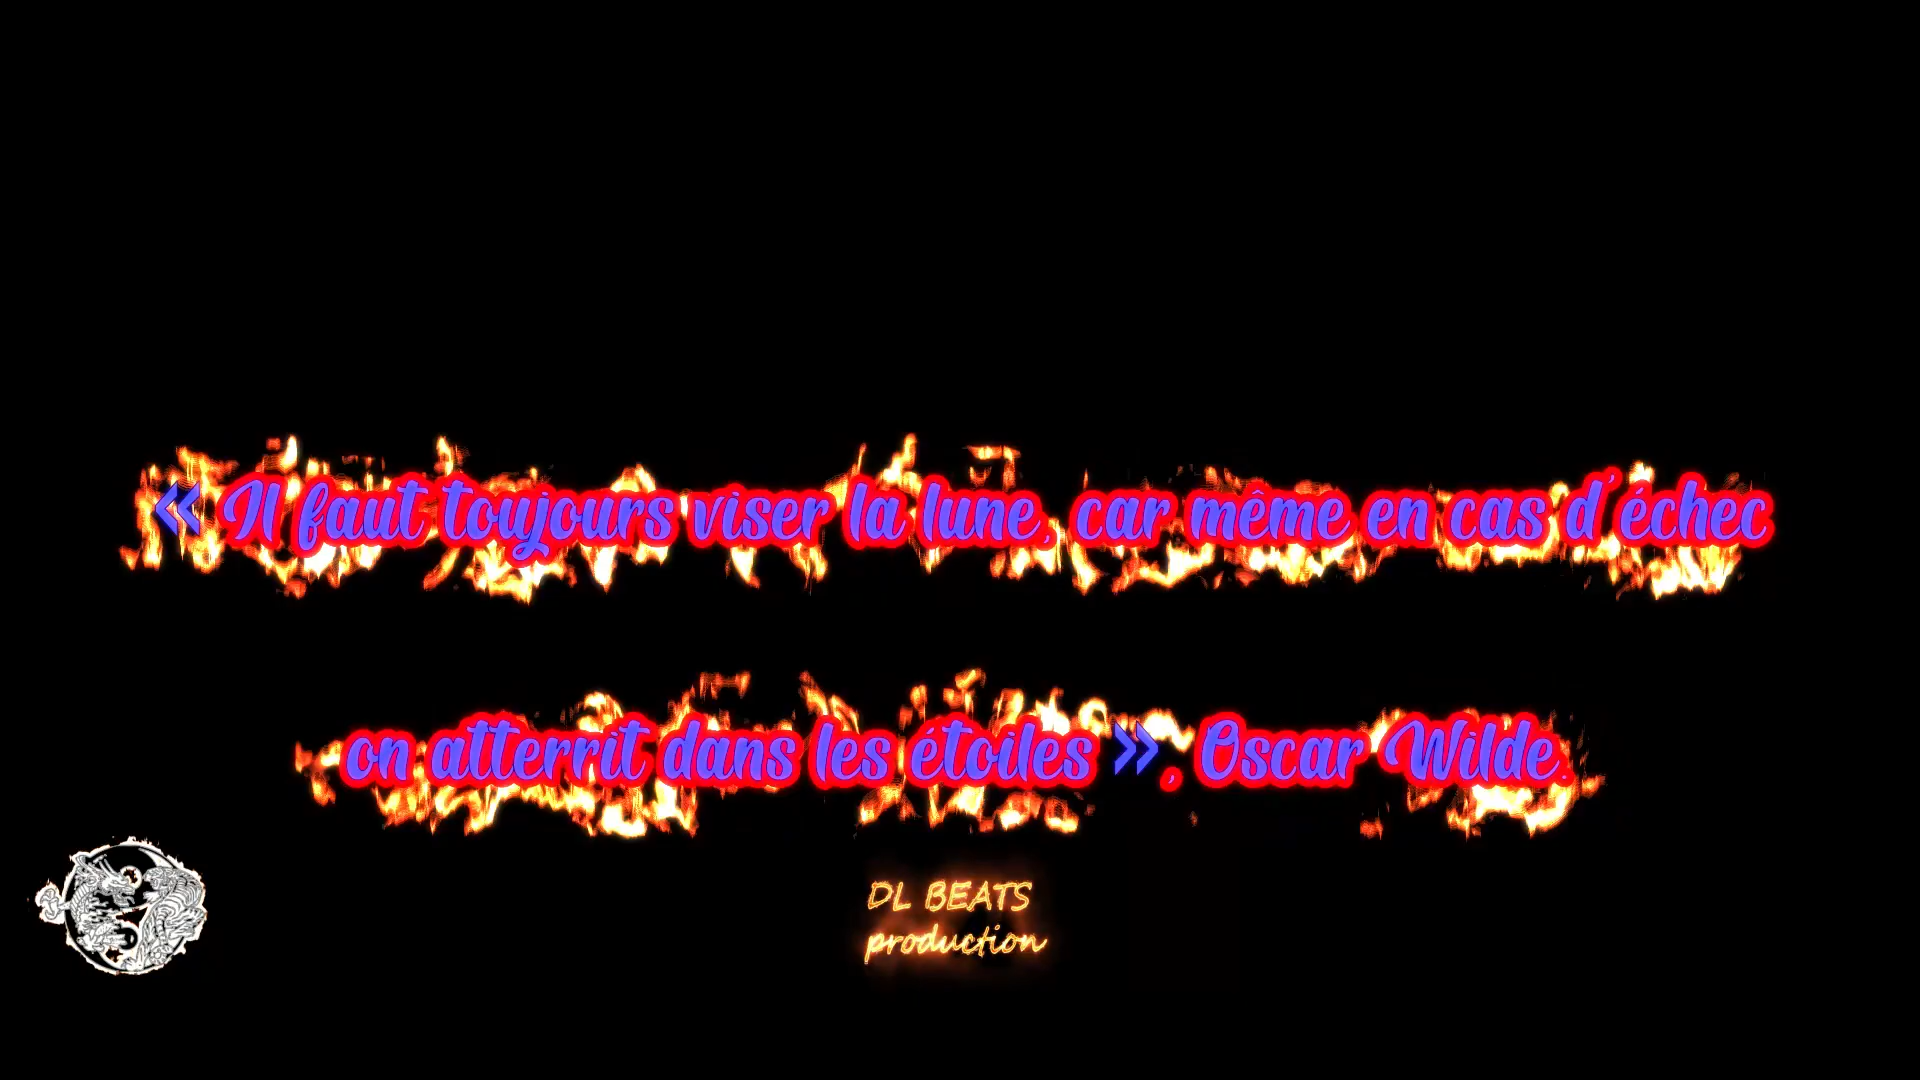 « Il faut toujours viser la lune, car même en cas d'échec
on atterrit dans les étoiles », Oscar Wilde.
DL BEATS
production